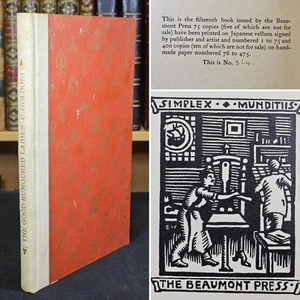 THE GOOD-HUMOURED LADIES C. GOLDONI
This is the fifteenth book issued by the Beau-
mont Press 75 copies (five of which are not for
sale) have been printed on Japanese vellum signed
by publisher and artist and numbered 1 to 75 and
400 copies (ten of which are not for sale) on hand-
made paper numbered 76 to 475.
This is No.
SIMPLEX ◆ MUNDITIIS
THE BEAUMONT PRESS